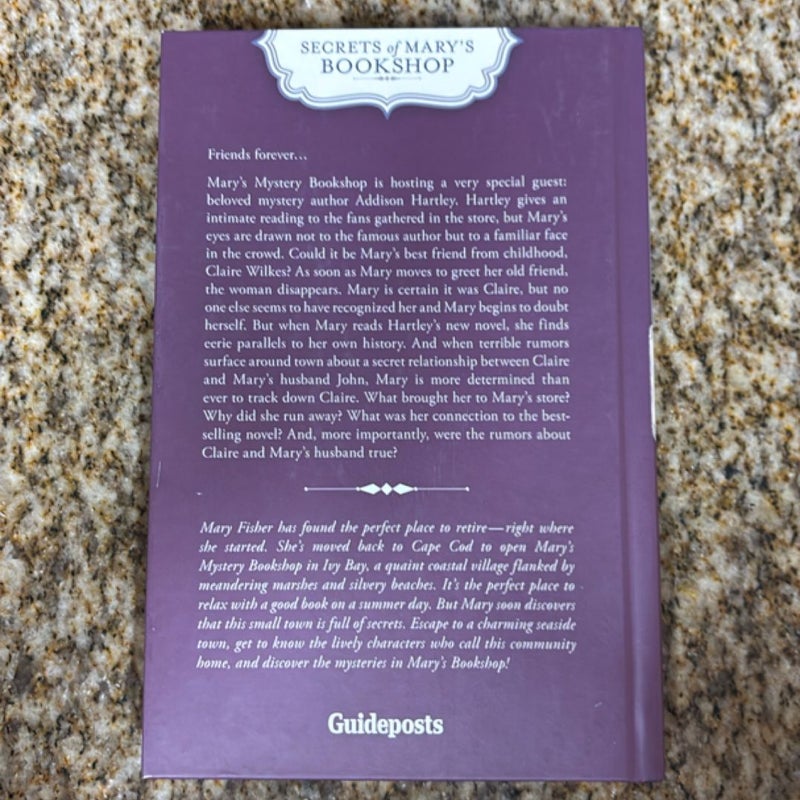 SECRETS of MARY'S
BOOKSHOP
Friends forever...
Mary's Mystery Bookshop is hosting a very special guest:
beloved mystery author Addison Hartley. Hartley gives an
intimate reading to the fans gathered in the store, but Mary's
eyes are drawn not to the famous author but to a familiar face
in the crowd. Could it be Mary's best friend from childhood,
Claire Wilkes? As soon as Mary moves to greet her old friend,
the woman disappears. Mary is certain it was Claire, but no
one else seems to have recognized her and Mary begins to doubt
herself. But when Mary reads Hartley's new novel, she finds
eerie parallels to her own history. And when terrible rumors
surface around town about a secret relationship between Claire
and Mary's husband John, Mary is more determined than
ever to track down Claire. What brought her to Mary's store?
Why did she run away? What was her connection to the best-
selling novel? And, more importantly, were the rumors about
Claire and Mary's husband true?
Mary Fisher has found the perfect place to retire—right where
she started. She's moved back to Cape Cod to open Mary's
Mystery Bookshop in Ivy Bay, a quaint coastal village flanked by
meandering marshes and silvery beaches. It's the perfect place to
relax with a good book on a summer day. But Mary soon discovers
that this small town is full of secrets. Escape to a charming seaside
town, get to know the lively characters who call this community
home, and discover the mysteries in Mary's Bookshop!
Guideposts